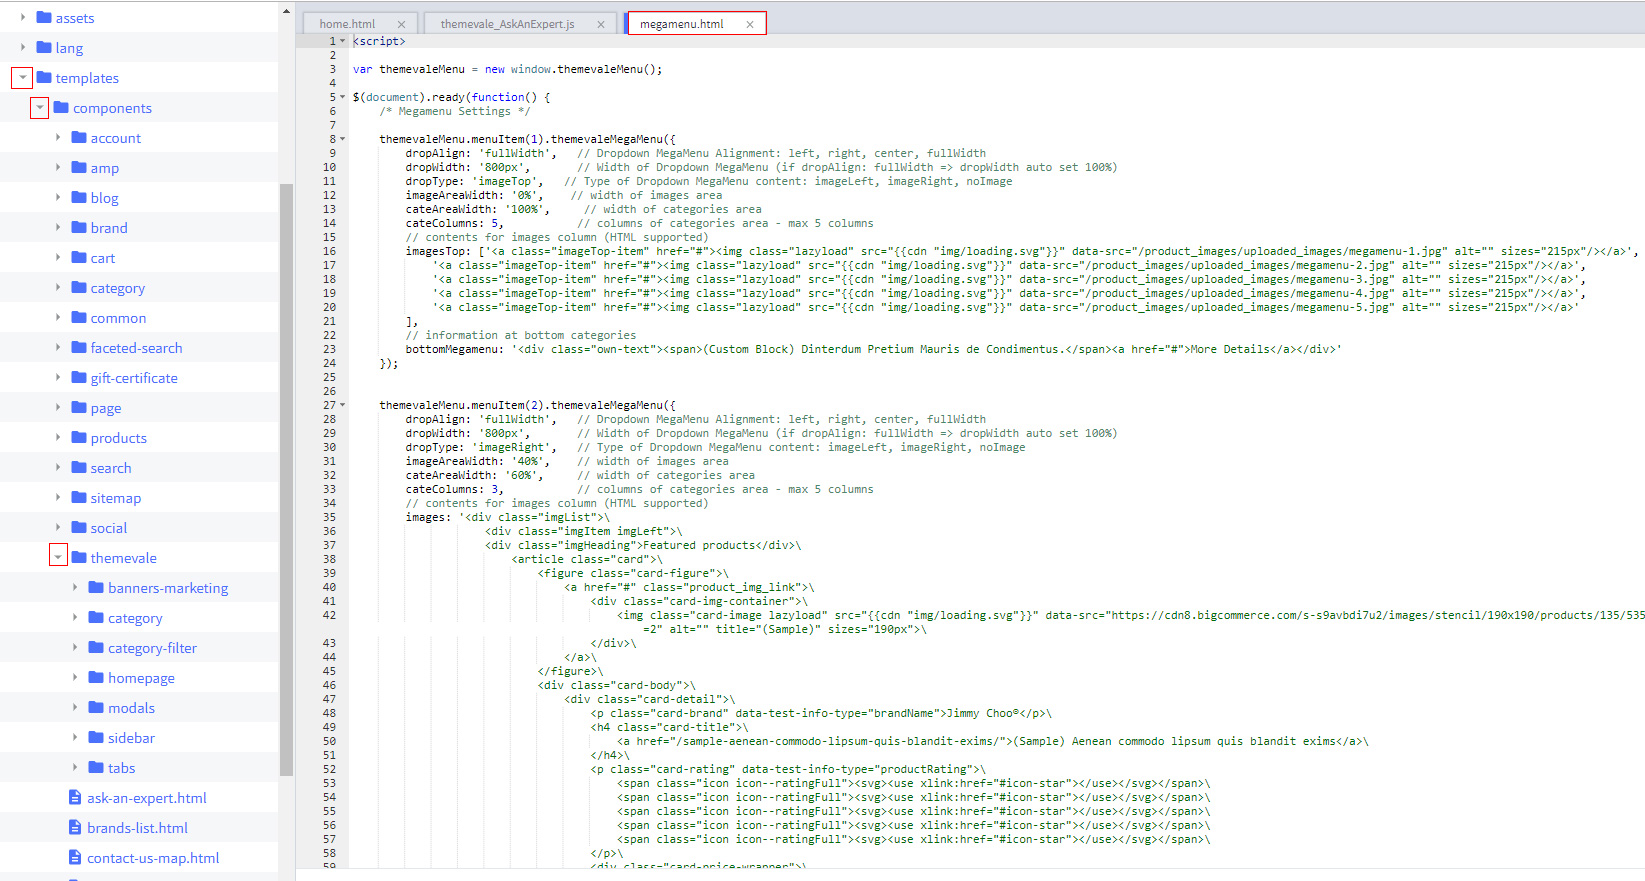 assets
lang
templates
components
account
amp
blog
brand
cart
category
common
faceted-search
gift-certificate
page
products
search
sitemap
social
themevale
banners-marketing
category
category-filter
homepage
modals
sidebar
tabs
ask-an-expert.html
brands-list.html
contact-us-map.html
home.html ×
themevale_AskAnExpert.js ×
megamenu.html ×
1 <script>
2
3 var themevaleMenu = new window.themevaleMenu();
4
5 $(document).ready(function() {
6 /* Megamenu Settings */
7
8 themevaleMenu.menuItem(1).themevaleMegaMenu({
9 dropAlign: 'fullWidth', // Dropdown MegaMenu Alignment: left, right, center, fullWidth
10 dropWidth: '800px', // Width of Dropdown MegaMenu (if dropAlign: fullWidth => dropWidth auto set 100%)
11 dropType: 'imageTop', // Type of Dropdown MegaMenu content: imageLeft, imageRight, noImage
12 imageAreaWidth: '0%', // width of images area
13 cateAreaWidth: '100%', // width of categories area
14 cateColumns: 5, // columns of categories area - max 5 columns
15 // contents for images column (HTML supported)
16 imagesTop: ['<a class="imageTop-item" href="#"><img class="lazyload" src="{{cdn "img/loading.svg"}}" data-src="/product_images/uploaded_images/megamenu-1.jpg" alt="" sizes="215px"/></a>',
17 '<a class="imageTop-item" href="#"><img class="lazyload" src="{{cdn "img/loading.svg"}}" data-src="/product_images/uploaded_images/megamenu-2.jpg" alt="" sizes="215px"/></a>',
18 '<a class="imageTop-item" href="#"><img class="lazyload" src="{{cdn "img/loading.svg"}}" data-src="/product_images/uploaded_images/megamenu-3.jpg" alt="" sizes="215px"/></a>',
19 '<a class="imageTop-item" href="#"><img class="lazyload" src="{{cdn "img/loading.svg"}}" data-src="/product_images/uploaded_images/megamenu-4.jpg" alt="" sizes="215px"/></a>',
20 '<a class="imageTop-item" href="#"><img class="lazyload" src="{{cdn "img/loading.svg"}}" data-src="/product_images/uploaded_images/megamenu-5.jpg" alt="" sizes="215px"/></a>'
21 ],
22 // information at bottom categories
23 bottomMegamenu: '<div class="own-text"><span>(Custom Block) Dinterdum Pretium Mauris de Condimentus.</span><a href="#">More Details</a></div>'
24 });
25
26
27 themevaleMenu.menuItem(2).themevaleMegaMenu({
28 dropAlign: 'fullWidth', // Dropdown MegaMenu Alignment: left, right, center, fullWidth
29 dropWidth: '800px', // Width of Dropdown MegaMenu (if dropAlign: fullWidth => dropWidth auto set 100%)
30 dropType: 'imageRight', // Type of Dropdown MegaMenu content: imageLeft, imageRight, noImage
31 imageAreaWidth: '40%', // width of images area
32 cateAreaWidth: '60%', // width of categories area
33 cateColumns: 3, // columns of categories area - max 5 columns
34 // contents for images column (HTML supported)
35 images: '<div class="imgList">\
36 <div class="imgItem imgLeft">\
37 <div class="imgHeading">Featured products</div>\
38 <article class="card">\
39 <figure class="card-figure">\
40 <a href="#" class="product_img_link">\
41 <div class="card-img-container">\
42 <img class="card-image lazyload" src="{{cdn "img/loading.svg"}}" data-src="https://cdn8.bigcommerce.com/s-s9avbdi7u2/images/stencil/190x190/products/135/535
=2" alt="" title="(Sample)" sizes="190px">\
43 </div>\
44 </a>\
45 </figure>\
46 <div class="card-body">\
47 <div class="card-detail">\
48 <p class="card-brand" data-test-info-type="brandName">Jimmy Choo®</p>\
49 <h4 class="card-title">\
50 <a href="/sample-aenean-commodo-lipsum-quis-blandit-exims/">(Sample) Aenean commodo lipsum quis blandit exims</a>\
51 </h4>\
52 <p class="card-rating" data-test-info-type="productRating">\
53 <span class="icon icon--ratingFull"><svg><use xlink:href="#icon-star"></use></svg></span>\
54 <span class="icon icon--ratingFull"><svg><use xlink:href="#icon-star"></use></svg></span>\
55 <span class="icon icon--ratingFull"><svg><use xlink:href="#icon-star"></use></svg></span>\
56 <span class="icon icon--ratingFull"><svg><use xlink:href="#icon-star"></use></svg></span>\
57 <span class="icon icon--ratingFull"><svg><use xlink:href="#icon-star"></use></svg></span>\
58 </p>\
59 <div class="card-price-wrapper">\